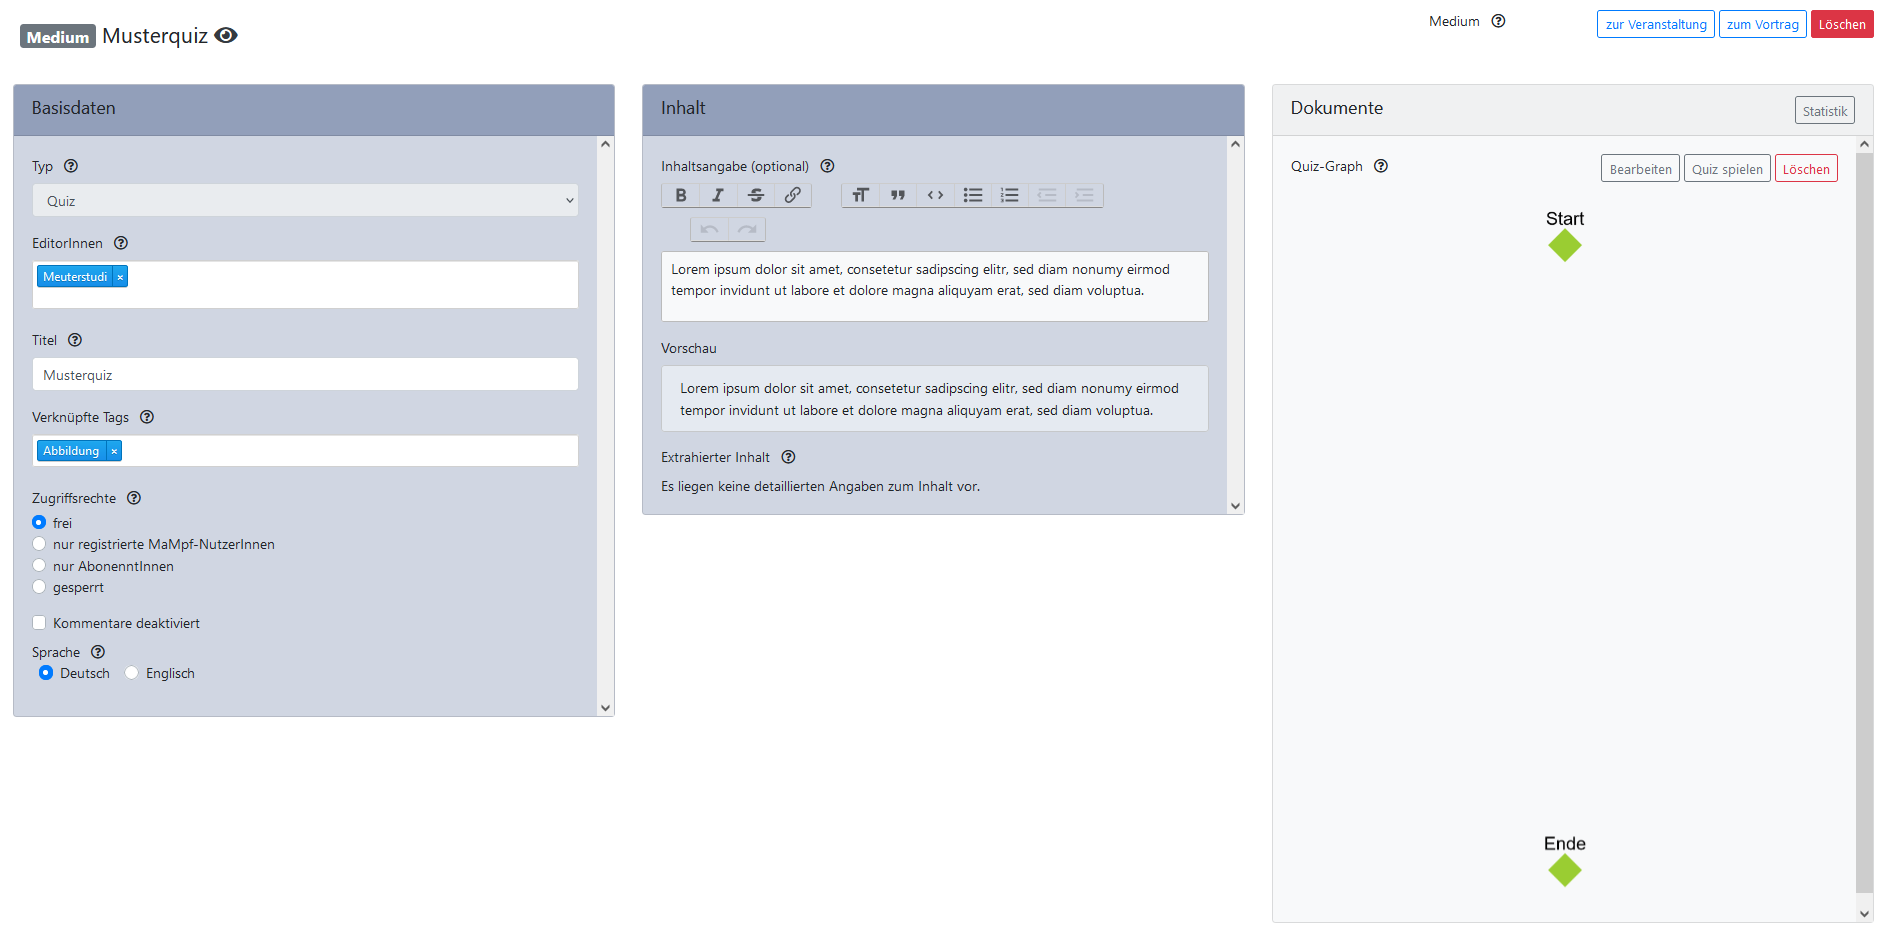 Medium Musterquiz
Medium
zur Veranstaltung
zum Vortrag
Löschen
Basisdaten
Typ
Quiz
EditorInnen
Meuterstudi ×
Titel
Musterquiz
Verknüpfte Tags
Abbildung ×
Zugriffsrechte
frei
nur registrierte MaMpf-NutzerInnen
nur AbonenntInnen
gesperrt
Kommentare deaktiviert
Sprache
Deutsch Englisch
Inhalt
Inhaltsangabe (optional)
Lorem ipsum dolor sit amet, consetetur sadipscing elitr, sed diam nonumy eirmod
tempor invidunt ut labore et dolore magna aliquyam erat, sed diam voluptua.
Vorschau
Lorem ipsum dolor sit amet, consetetur sadipscing elitr, sed diam nonumy eirmod
tempor invidunt ut labore et dolore magna aliquyam erat, sed diam voluptua.
Extrahierter Inhalt
Es liegen keine detaillierten Angaben zum Inhalt vor.
Dokumente
Statistik
Quiz-Graph
Bearbeiten
Quiz spielen
Löschen
Start
Ende